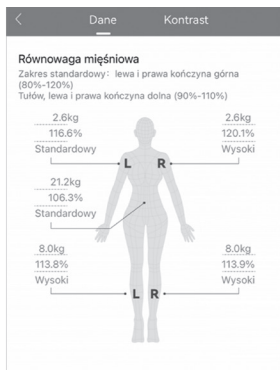 Dane Kontrast
Równowaga mięśniowa
Zakres standardowy: lewa i prawa kończyna górna
(80%-120%)
Tułów, lewa i prawa kończyna dolna (90%-110%)
2.6kg 2.6kg
116.6% 120.1%
Standardowy Wysoki
L R
21.2kg
106.3%
Standardowy
8.0kg 8.0kg
113.8% 113.9%
Wysoki Wysoki
L R